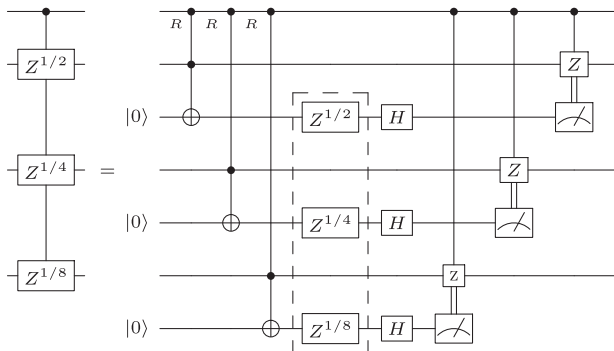 R R R
Z^{1/2} Z
|0⟩ Z^{1/2} H
Z^{1/4} = Z
|0⟩ Z^{1/4} H
Z^{1/8} Z
|0⟩ Z^{1/8} H